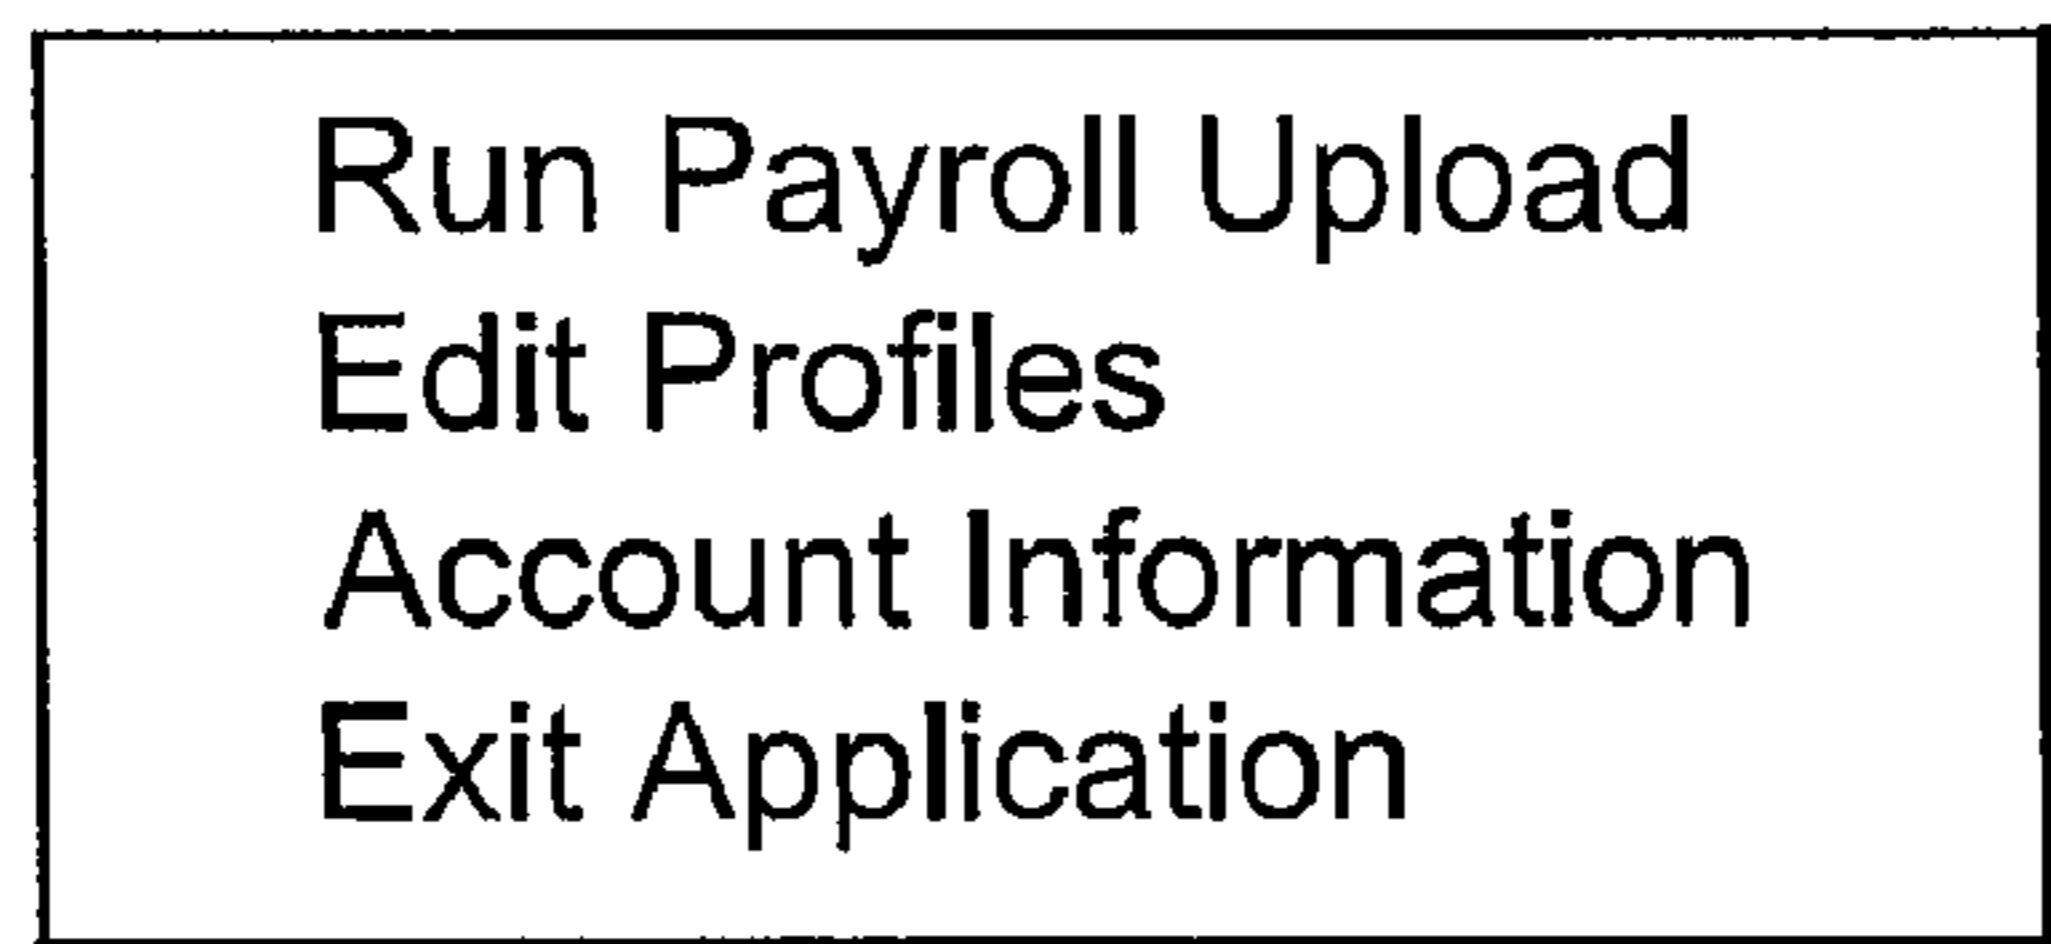 Run Payroll Upload
Edit Profiles
Account Information
Exit Application